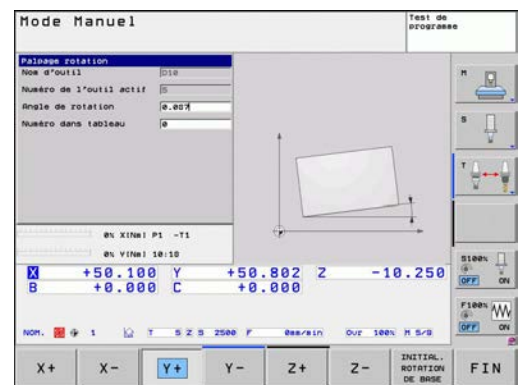 Mode Manuel
Test de
programme
Palpage rotation
Nom d'outil D10
Numéro de l'outil actif 5
Angle de rotation 0.087
Numéro dans tableau 0
M
S
T
0% X[Nm] P1 -T1
0% Y[Nm] 10:10
X +50.100 Y +50.802 Z -10.250
B +0.000 C +0.000
S100%
OFF ON
F100%
OFF ON
NOM. 1 T 5 Z S 2500 F 0mm/min Ovr 100% M 5/9
X+ X- Y+ Y- Z+ Z- INITIAL.
ROTATION
DE BASE
FIN